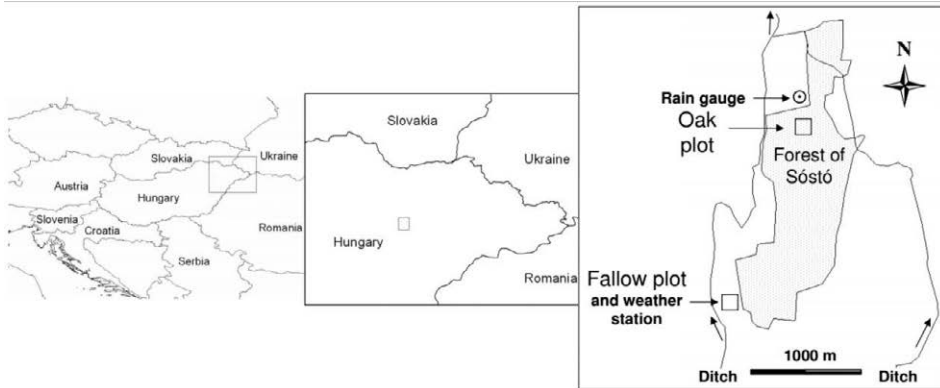 Slovakia
Ukraine
Austria
Hungary
Slovenia
Croatia
Romania
Serbia
Slovakia
Ukraine
Hungary
Romania
N
Rain gauge
Oak
plot
Forest of
Sóstó
Fallow plot
and weather
station
1000 m
Ditch
Ditch